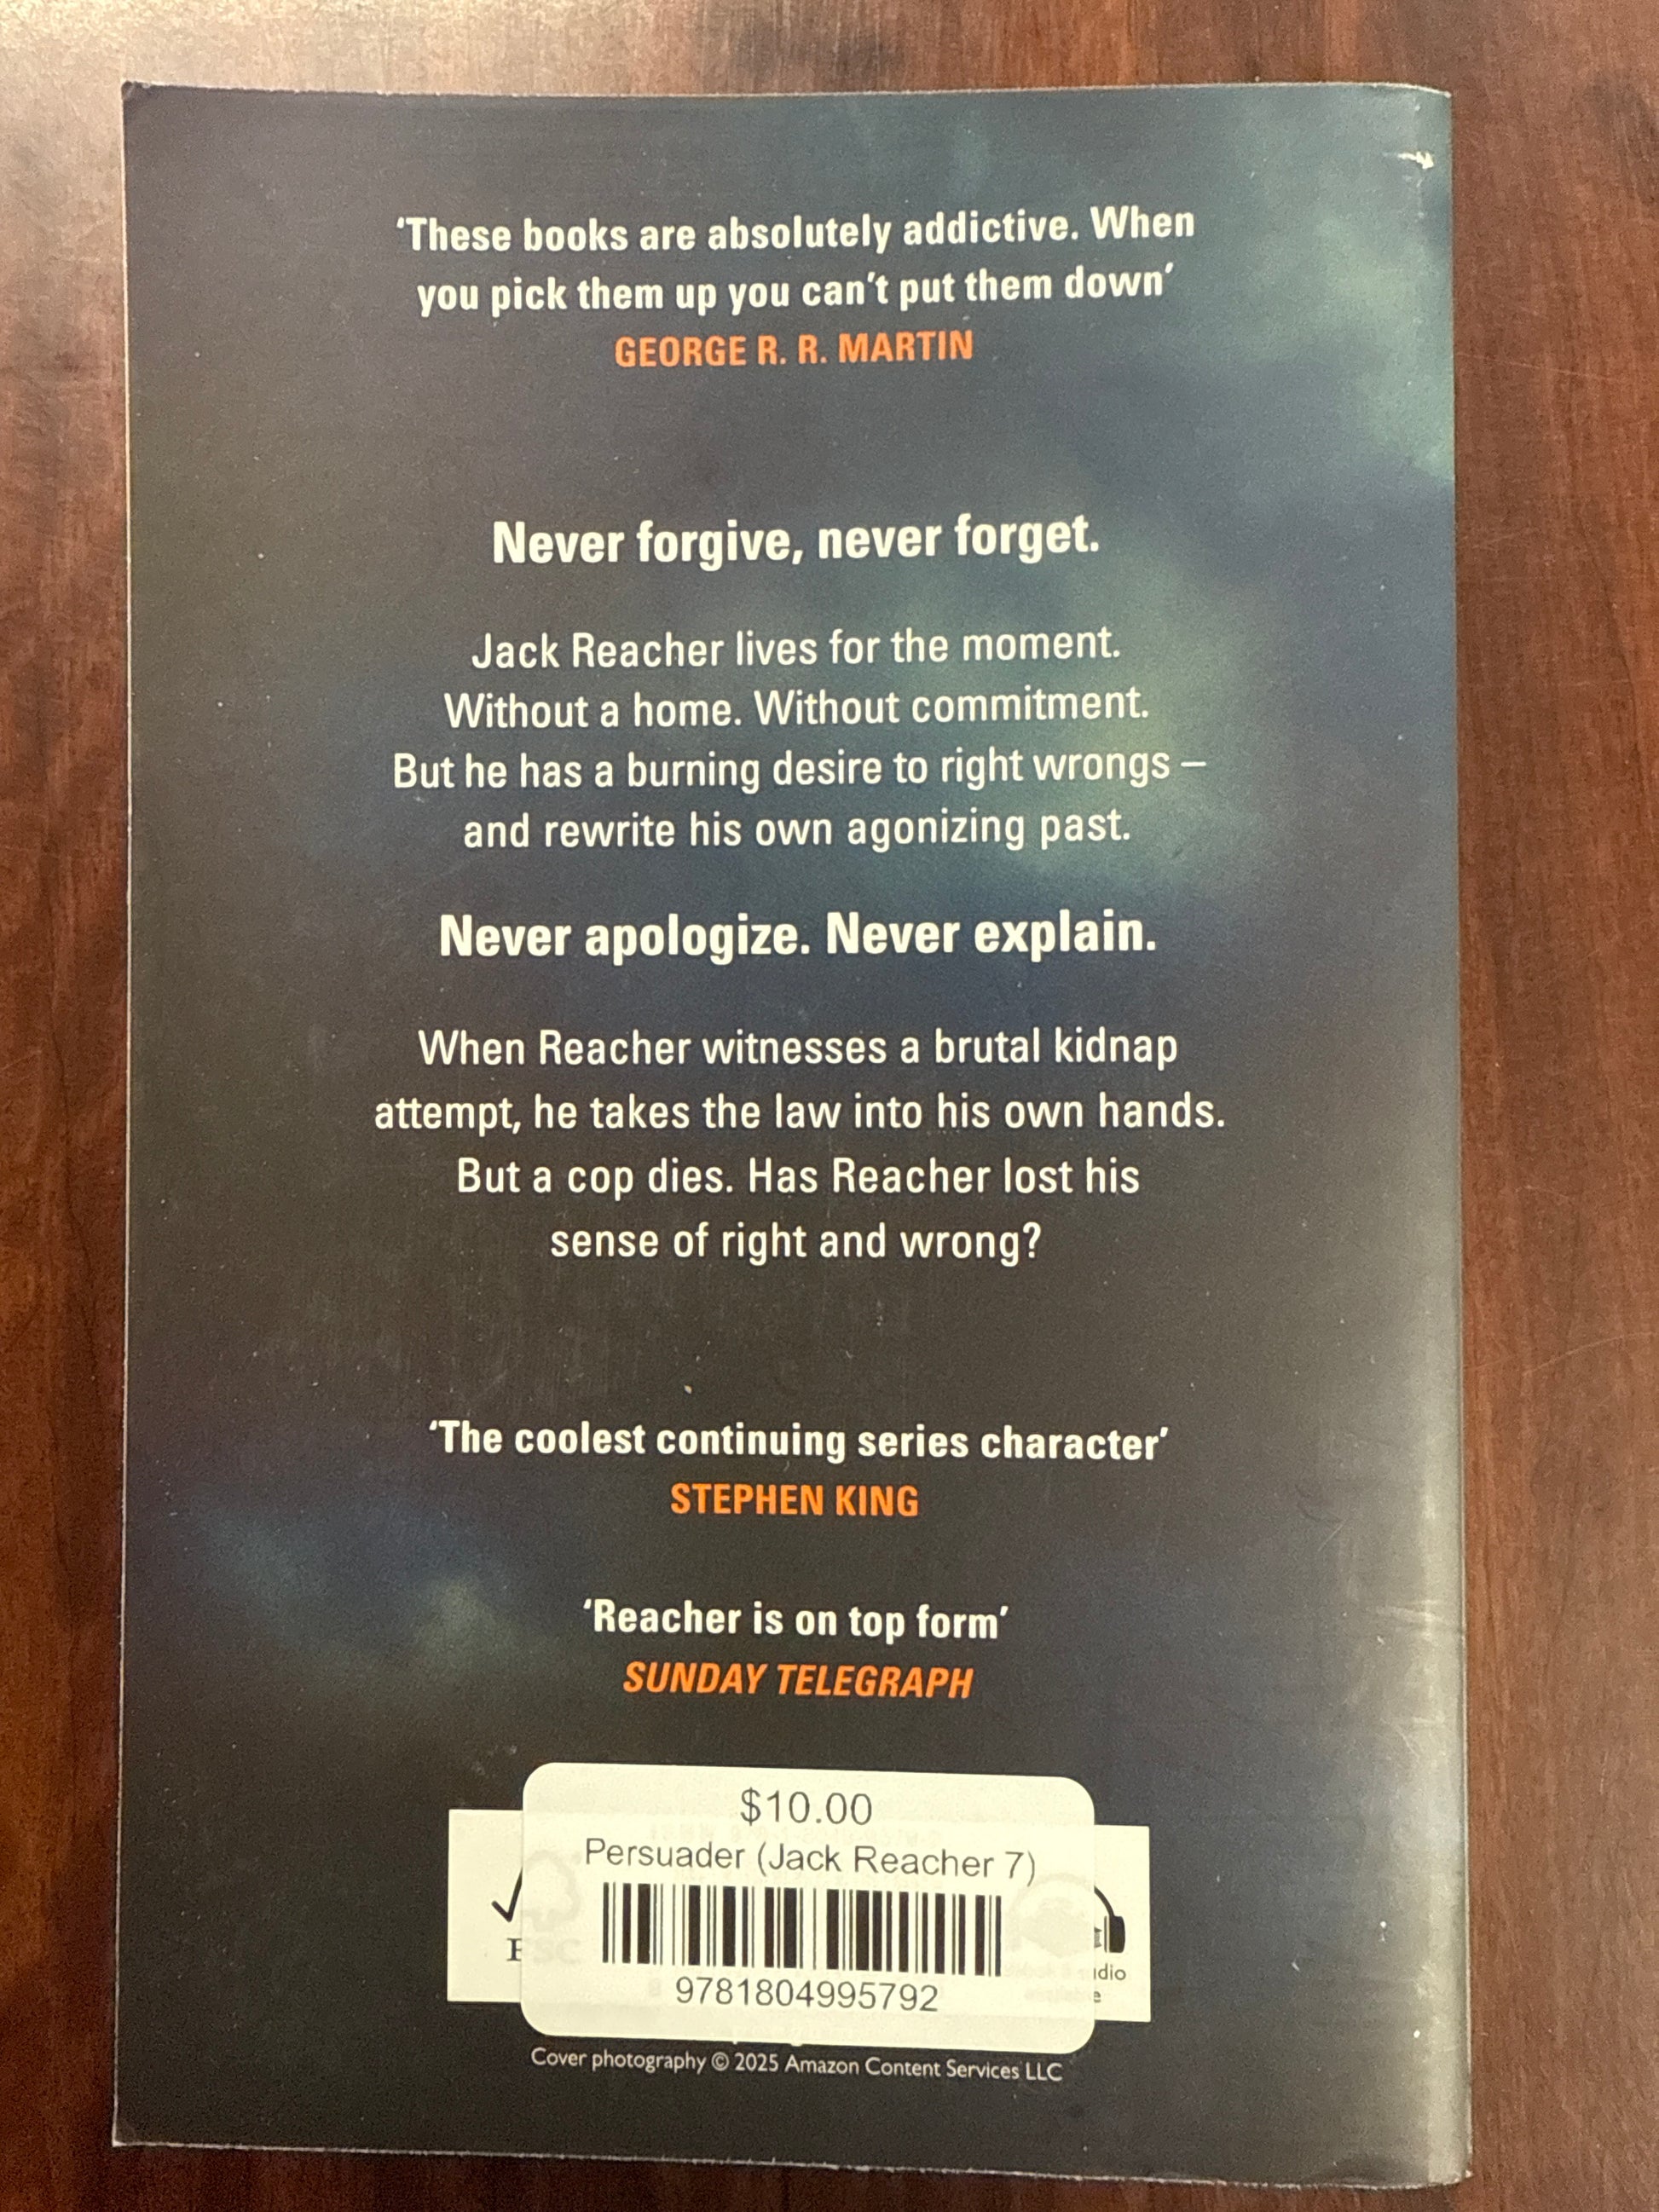 ‘These books are absolutely addictive. When
you pick them up you can’t put them down’
GEORGE R. R. MARTIN
Never forgive, never forget.
Jack Reacher lives for the moment.
Without a home. Without commitment.
But he has a burning desire to right wrongs –
and rewrite his own agonizing past.
Never apologize. Never explain.
When Reacher witnesses a brutal kidnap
attempt, he takes the law into his own hands.
But a cop dies. Has Reacher lost his
sense of right and wrong?
‘The coolest continuing series character’
STEPHEN KING
‘Reacher is on top form’
SUNDAY TELEGRAPH
$10.00
Persuader (Jack Reacher 7)
FSC
9781804995792
Cover photography © 2025 Amazon Content Services LLC